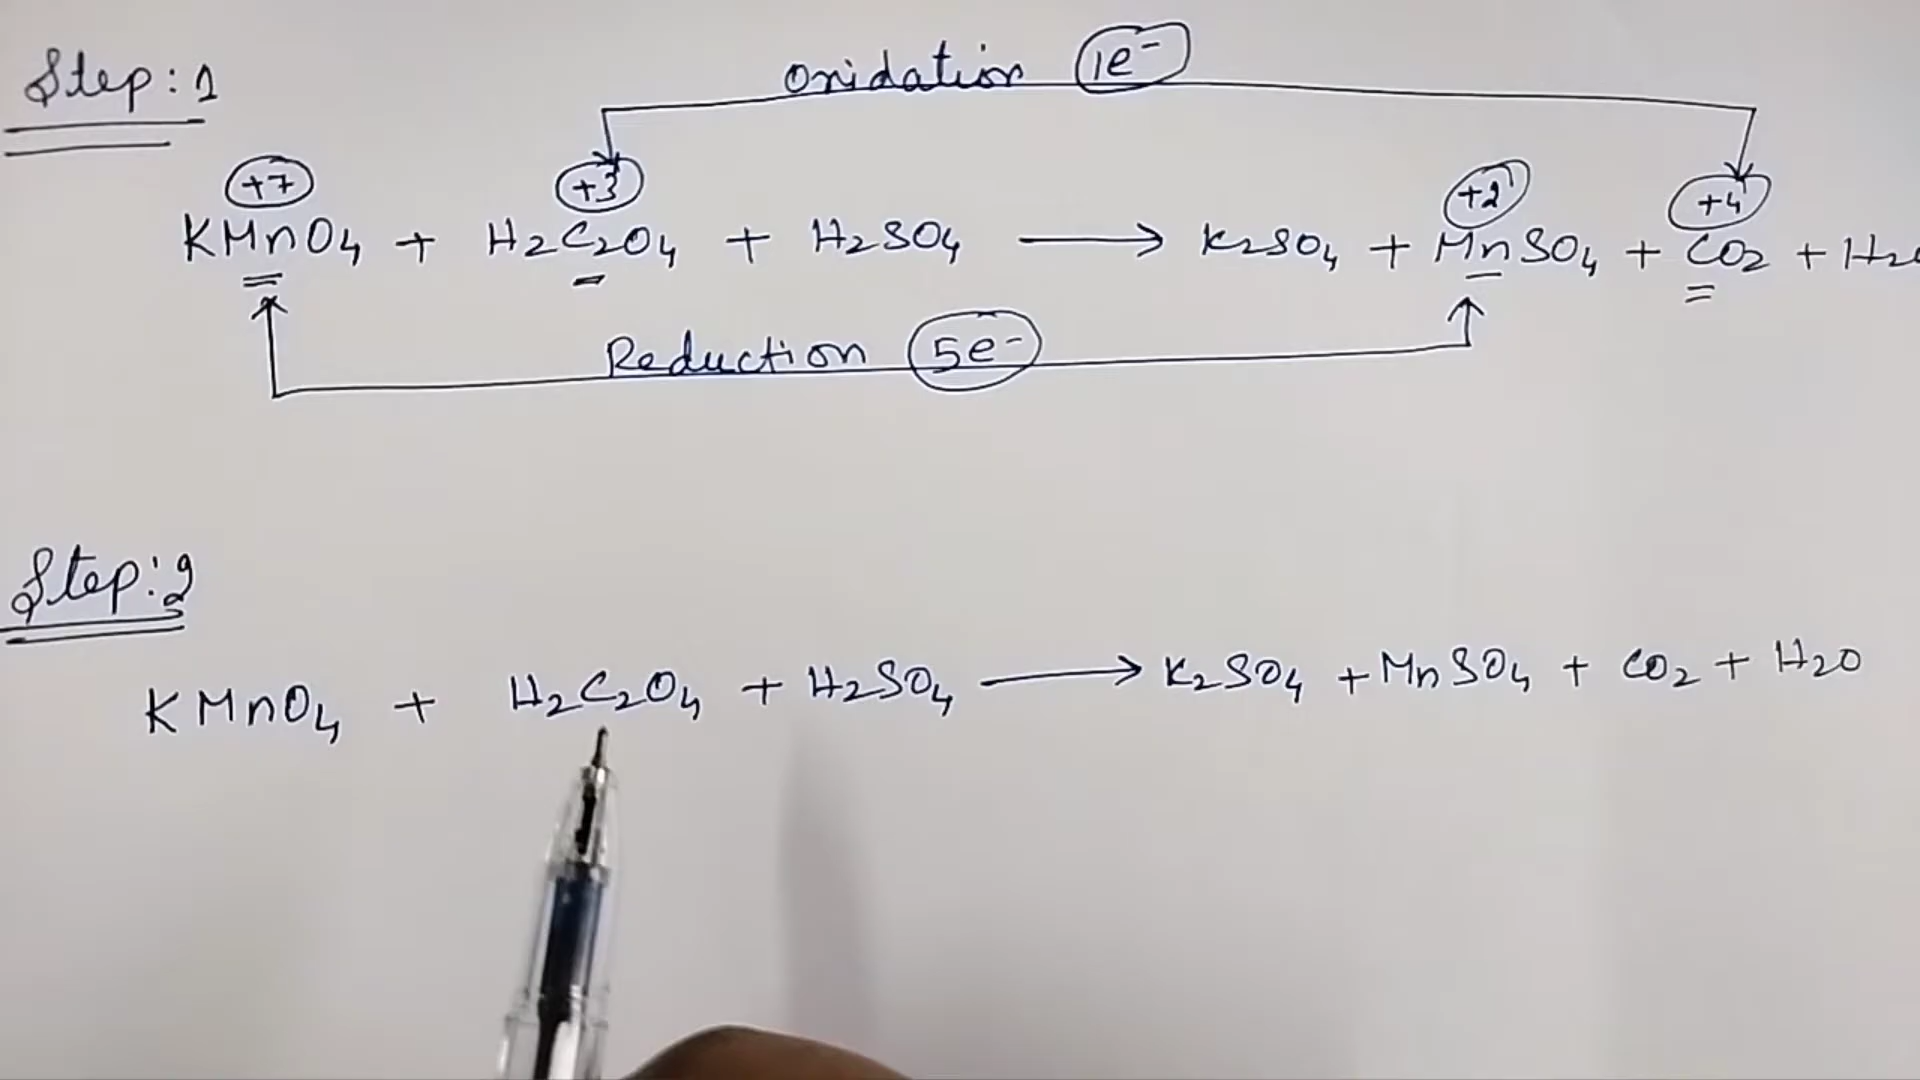 Step:1
Oxidation 1e-
+7 +3 +2 +4
KMnO4 + H2C2O4 + H2SO4 → K2SO4 + MnSO4 + CO2 + H2O
Reduction 5e-
Step:2
KMnO4 + H2C2O4 + H2SO4 → K2SO4 + MnSO4 + CO2 + H2O